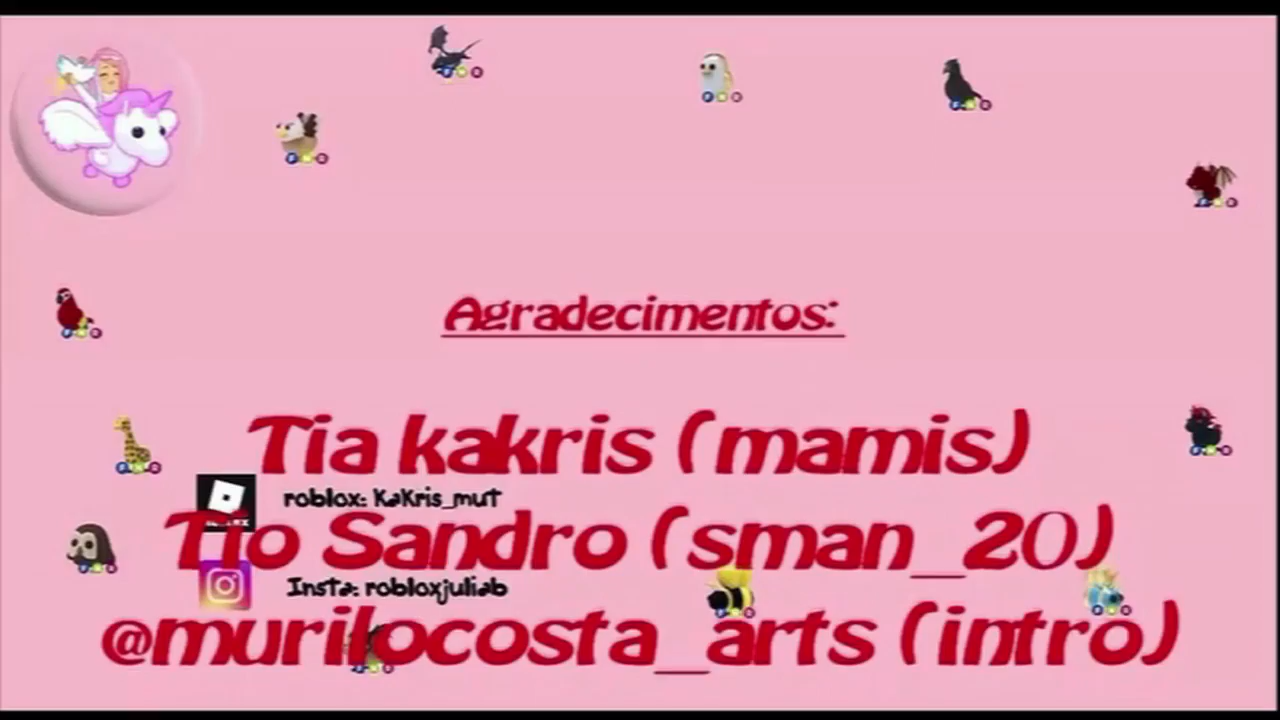 Agradecimentos:
Tia kakris (mamis)
roblox: KaKris_mut
Tio Sandro (sman_20)
Insta: robloxjuliab
@murilocosta_arts (intro)